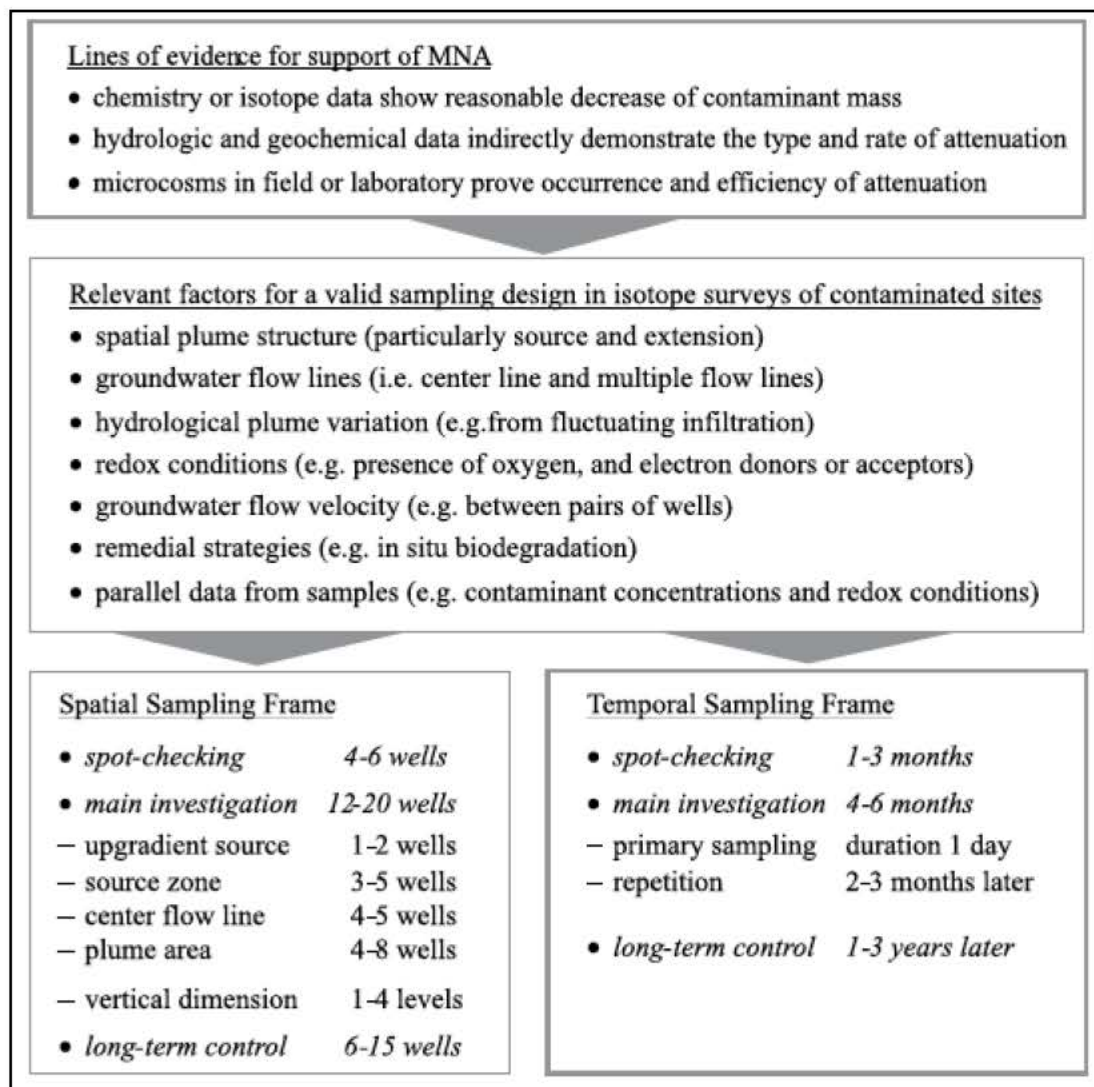 Lines of evidence for support of MNA
• chemistry or isotope data show reasonable decrease of contaminant mass
• hydrologic and geochemical data indirectly demonstrate the type and rate of attenuation
• microcosms in field or laboratory prove occurrence and efficiency of attenuation
Relevant factors for a valid sampling design in isotope surveys of contaminated sites
• spatial plume structure (particularly source and extension)
• groundwater flow lines (i.e. center line and multiple flow lines)
• hydrological plume variation (e.g.from fluctuating infiltration)
• redox conditions (e.g. presence of oxygen, and electron donors or acceptors)
• groundwater flow velocity (e.g. between pairs of wells)
• remedial strategies (e.g. in situ biodegradation)
• parallel data from samples (e.g. contaminant concentrations and redox conditions)
Spatial Sampling Frame
• spot-checking 4-6 wells
• main investigation 12-20 wells
– upgradient source 1–2 wells
– source zone 3–5 wells
– center flow line 4–5 wells
– plume area 4–8 wells
– vertical dimension 1–4 levels
• long-term control 6-15 wells
Temporal Sampling Frame
• spot-checking 1-3 months
• main investigation 4-6 months
– primary sampling duration 1 day
– repetition 2-3 months later
• long-term control 1-3 years later